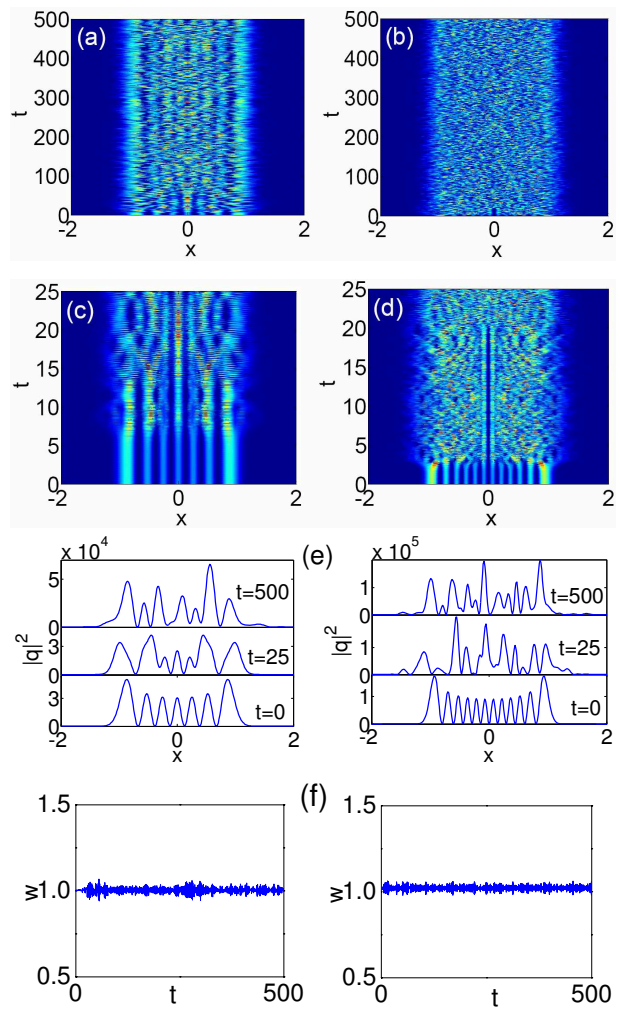 500
400
300
200
100
0
t
(a)
-2
0
2
x
500
400
300
200
100
0
t
(b)
-2
0
2
x
25
20
15
10
5
0
t
(c)
-2
0
2
x
25
20
15
10
5
0
t
(d)
-2
0
2
x
(e)
x 10^4
5
0
t=500
3
0
t=25
3
0
t=0
|q|^2
-2
0
2
x
x 10^5
1
0
t=500
1
0
t=25
1
0
t=0
|q|^2
-2
0
2
x
(f)
1.5
1.0
0.5
w
0
t
500
1.5
1.0
0.5
w
0
t
500